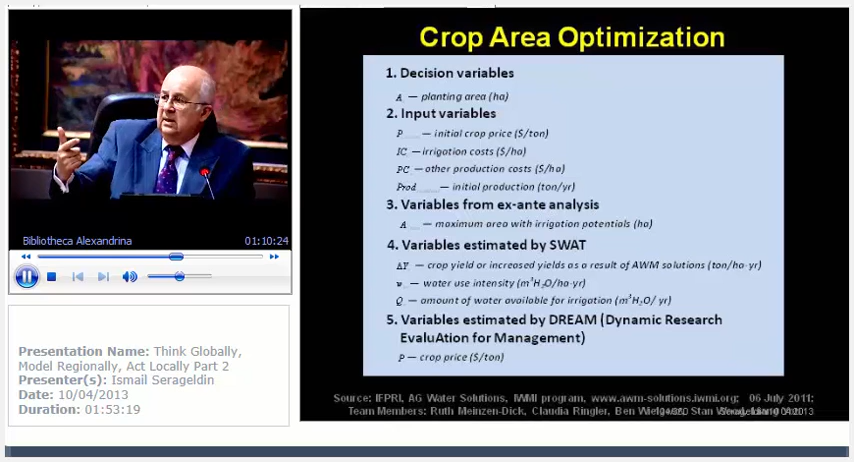 Crop Area Optimization
1. Decision variables
A — planting area (ha)
2. Input variables
P — initial crop price ($/ton)
IC — irrigation costs ($/ha)
PC — other production costs ($/ha)
Prod — initial production (ton/yr)
3. Variables from ex-ante analysis
A — maximum area with irrigation potentials (ha)
4. Variables estimated by SWAT
ΔY — crop yield or increased yields as a result of AWM solutions (ton/ha-yr)
w — water use intensity (m³H₂O/ha-yr)
Q — amount of water available for irrigation (m³H₂O/ yr)
5. Variables estimated by DREAM (Dynamic Research
EvaluAtion for Management)
P — crop price ($/ton)
Source: IFPRI, AG Water Solutions, IWMI program, www.awm-solutions.iwmi.org; 06 July 2011;
Team Members: Ruth Meinzen-Dick, Claudia Ringler, Ben
Bibliotheca Alexandrina 01:10:24
Presentation Name: Think Globally,
Model Regionally, Act Locally Part 2
Presenter(s): Ismail Serageldin
Date: 10/04/2013
Duration: 01:53:19